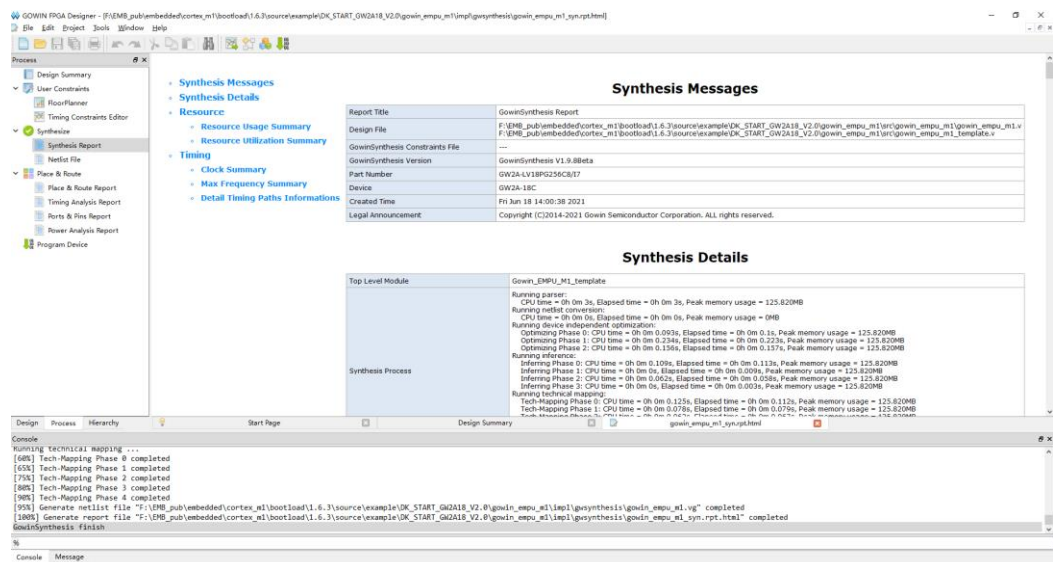 GOWIN FPGA Designer - [F:\EMB_pub\embedded\cortex_m1\bootload\1.6.3\source\example\DK_START_GW2A18_V2.0\gowin_empu_m1\impl\gwsynthesis\gowin_empu_m1_syn.rpt.html]
File Edit Project Tools Window Help
Process
Design Summary
User Constraints
FloorPlanner
Timing Constraints Editor
Synthesize
Synthesis Report
Netlist File
Place & Route
Place & Route Report
Timing Analysis Report
Ports & Pins Report
Power Analysis Report
Program Device
Synthesis Messages
Synthesis Details
Resource
Resource Usage Summary
Resource Utilization Summary
Timing
Clock Summary
Max Frequency Summary
Detail Timing Paths Informations
Synthesis Messages
Report Title GowinSynthesis Report
Design File F:\EMB_pub\embedded\cortex_m1\bootload\1.6.3\source\example\DK_START_GW2A18_V2.0\gowin_empu_m1\src\gowin_empu_m1\gowin_empu_m1.v
F:\EMB_pub\embedded\cortex_m1\bootload\1.6.3\source\example\DK_START_GW2A18_V2.0\gowin_empu_m1\src\gowin_empu_m1_template.v
GowinSynthesis Constraints File ---
GowinSynthesis Version GowinSynthesis V1.9.8Beta
Part Number GW2A-LV18PG256C8/I7
Device GW2A-18C
Created Time Fri Jun 18 14:00:38 2021
Legal Announcement Copyright (C)2014-2021 Gowin Semiconductor Corporation. ALL rights reserved.
Synthesis Details
Top Level Module Gowin_EMPU_M1_template
Synthesis Process
Running parser:
CPU time = 0h 0m 3s, Elapsed time = 0h 0m 3s, Peak memory usage = 125.820MB
Running netlist conversion:
CPU time = 0h 0m 0s, Elapsed time = 0h 0m 0s, Peak memory usage = 0MB
Running device independent optimization:
Optimizing Phase 0: CPU time = 0h 0m 0.093s, Elapsed time = 0h 0m 0.1s, Peak memory usage = 125.820MB
Optimizing Phase 1: CPU time = 0h 0m 0.234s, Elapsed time = 0h 0m 0.223s, Peak memory usage = 125.820MB
Optimizing Phase 2: CPU time = 0h 0m 0.156s, Elapsed time = 0h 0m 0.157s, Peak memory usage = 125.820MB
Running inference:
Inferring Phase 0: CPU time = 0h 0m 0.109s, Elapsed time = 0h 0m 0.113s, Peak memory usage = 125.820MB
Inferring Phase 1: CPU time = 0h 0m 0s, Elapsed time = 0h 0m 0.009s, Peak memory usage = 125.820MB
Inferring Phase 2: CPU time = 0h 0m 0.062s, Elapsed time = 0h 0m 0.058s, Peak memory usage = 125.820MB
Inferring Phase 3: CPU time = 0h 0m 0s, Elapsed time = 0h 0m 0.003s, Peak memory usage = 125.820MB
Running technical mapping:
Tech-Mapping Phase 0: CPU time = 0h 0m 0.125s, Elapsed time = 0h 0m 0.112s, Peak memory usage = 125.820MB
Tech-Mapping Phase 1: CPU time = 0h 0m 0.078s, Elapsed time = 0h 0m 0.079s, Peak memory usage = 125.820MB
Design Process Hierarchy Start Page Design Summary gowin_empu_m1_syn.rpt.html
Console
Running technical mapping ...
[60%] Tech-Mapping Phase 0 completed
[65%] Tech-Mapping Phase 1 completed
[75%] Tech-Mapping Phase 2 completed
[80%] Tech-Mapping Phase 3 completed
[90%] Tech-Mapping Phase 4 completed
[95%] Generate netlist file "F:\EMB_pub\embedded\cortex_m1\bootload\1.6.3\source\example\DK_START_GW2A18_V2.0\gowin_empu_m1\impl\gwsynthesis\gowin_empu_m1.vg" completed
[100%] Generate report file "F:\EMB_pub\embedded\cortex_m1\bootload\1.6.3\source\example\DK_START_GW2A18_V2.0\gowin_empu_m1\impl\gwsynthesis\gowin_empu_m1_syn.rpt.html" completed
GowinSynthesis finish
%
Console Message